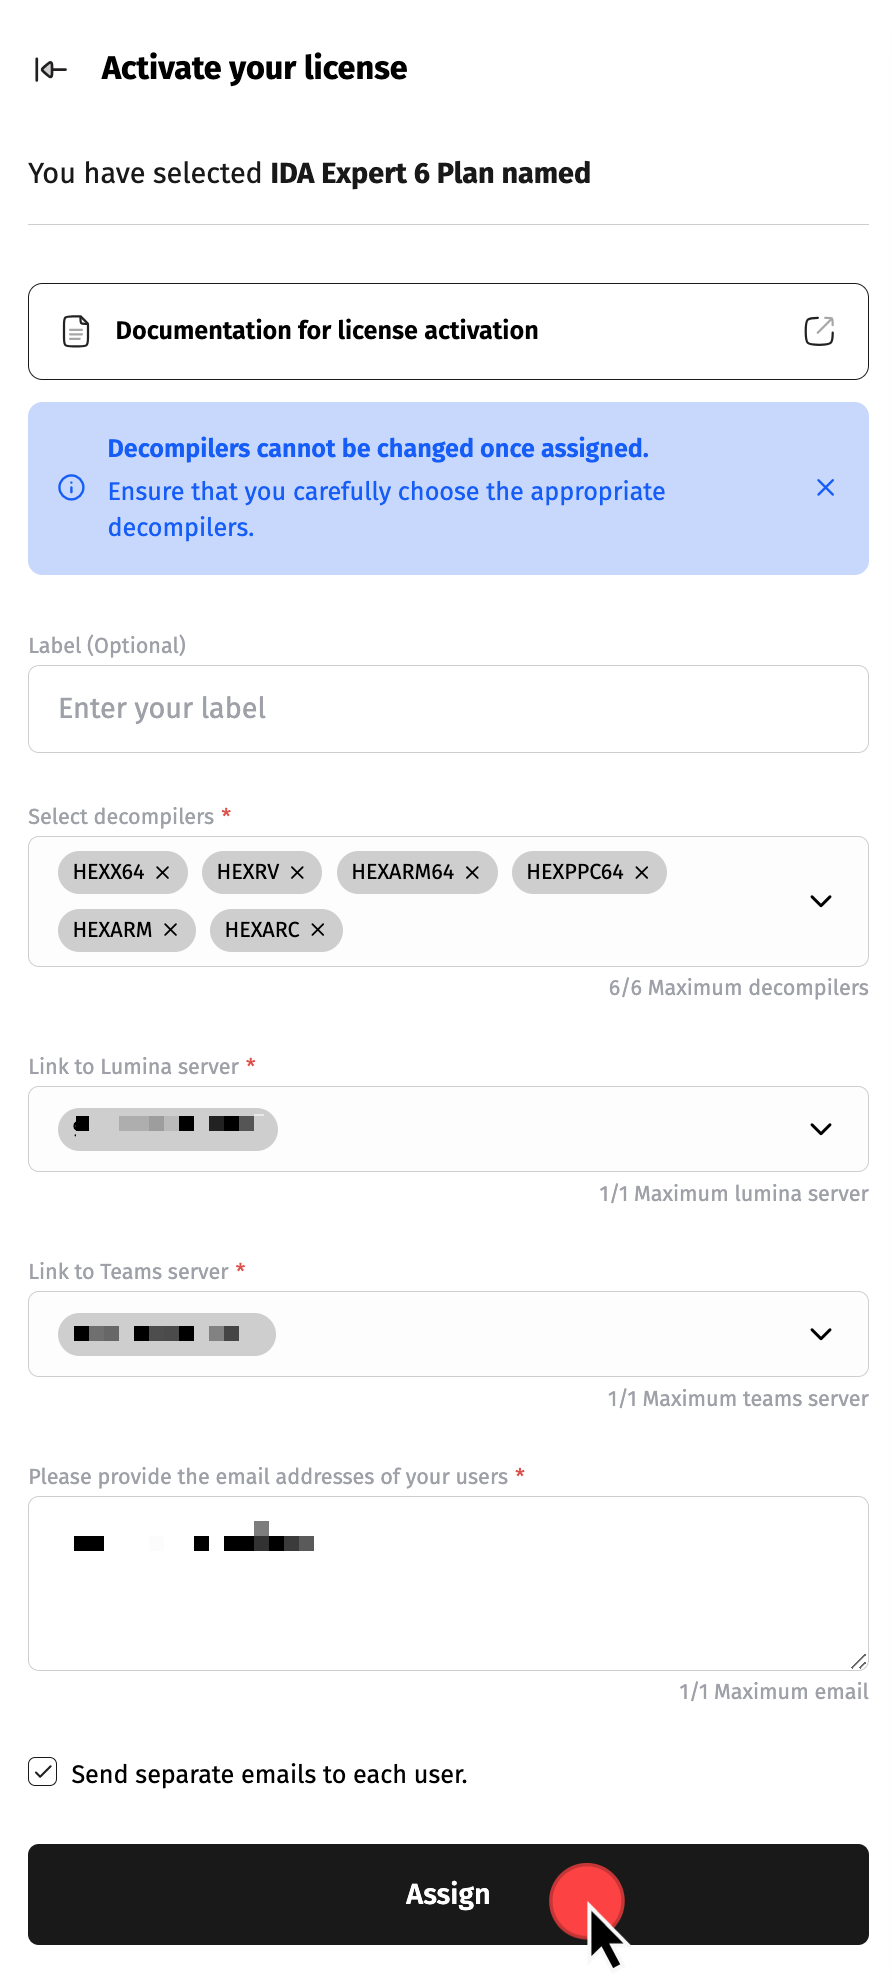 Activate your license
You have selected IDA Expert 6 Plan named
Documentation for license activation
Decompilers cannot be changed once assigned.
Ensure that you carefully choose the appropriate
decompilers.
Label (Optional)
Enter your label
Select decompilers *
HEXX64 HEXRV HEXARM64 HEXPPC64
HEXARM HEXARC
6/6 Maximum decompilers
Link to Lumina server *
1/1 Maximum lumina server
Link to Teams server *
1/1 Maximum teams server
Please provide the email addresses of your users *
1/1 Maximum email
Send separate emails to each user.
Assign